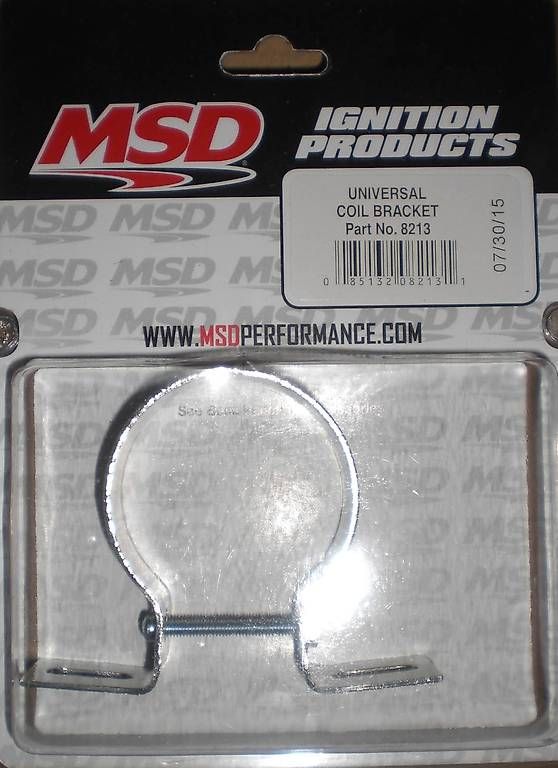 MSD
IGNITION
PRODUCTS
UNIVERSAL
COIL BRACKET
Part No. 8213
07/30/15
0 85132 08213 1
WWW.MSDPERFORMANCE.COM
See